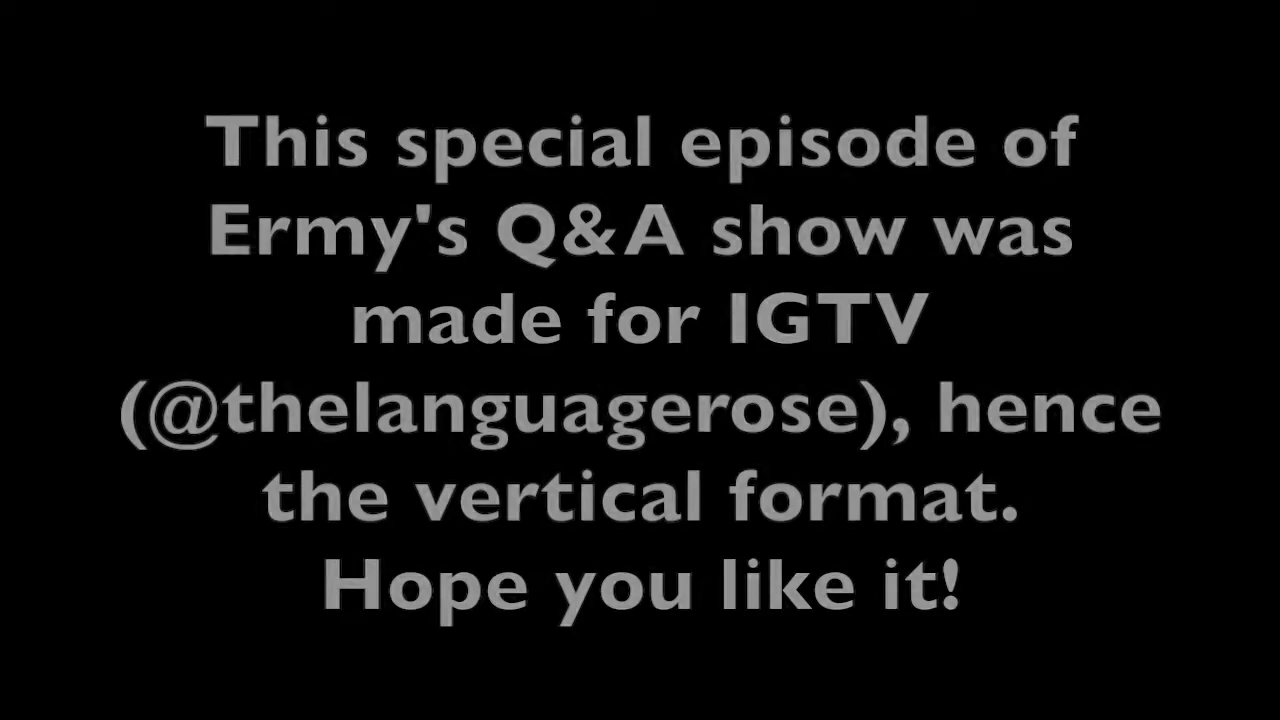 This special episode of
Ermy's Q&A show was
made for IGTV
(@thelanguagerose), hence
the vertical format.
Hope you like it!